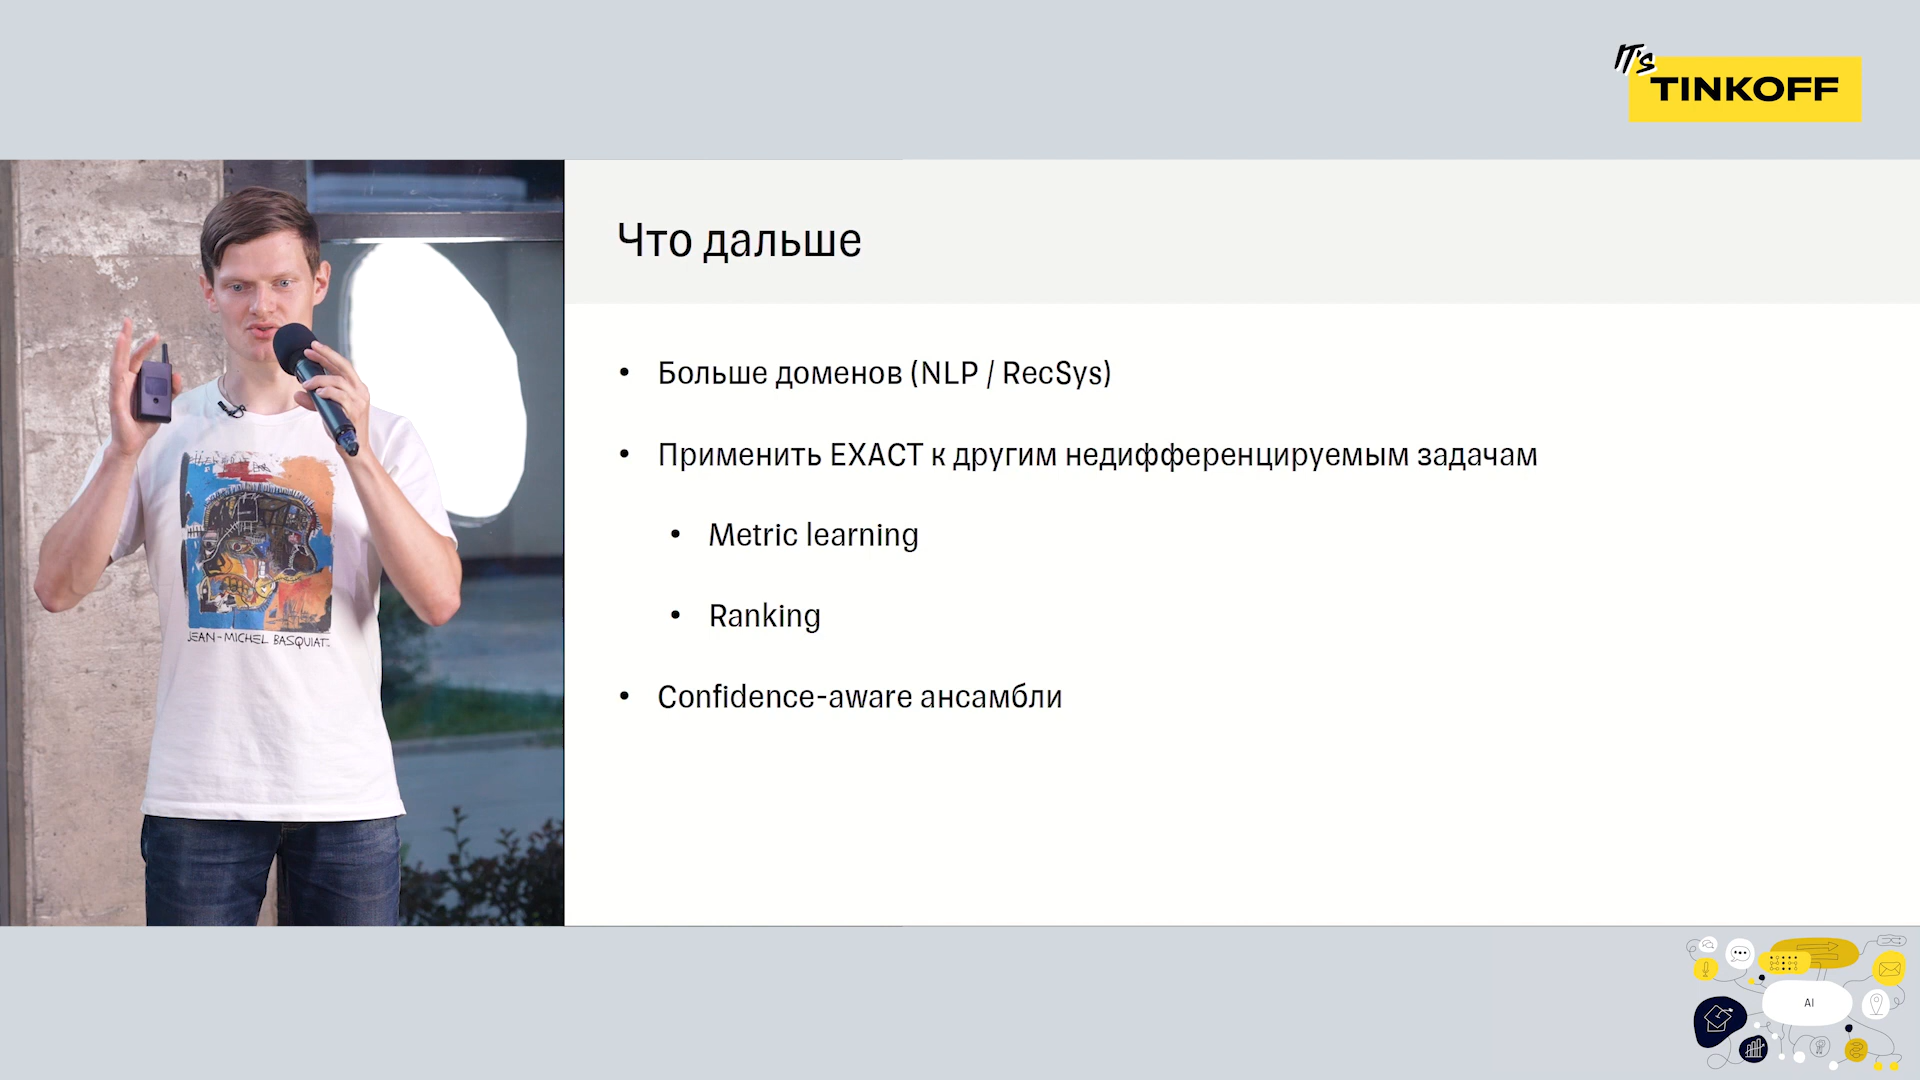 IT's
TINKOFF
Что дальше
• Больше доменов (NLP / RecSys)
• Применить EXACT к другим недифференцируемым задачам
• Metric learning
• Ranking
• Confidence-aware ансамбли
JEAN-MICHEL BASQUIAT
AI